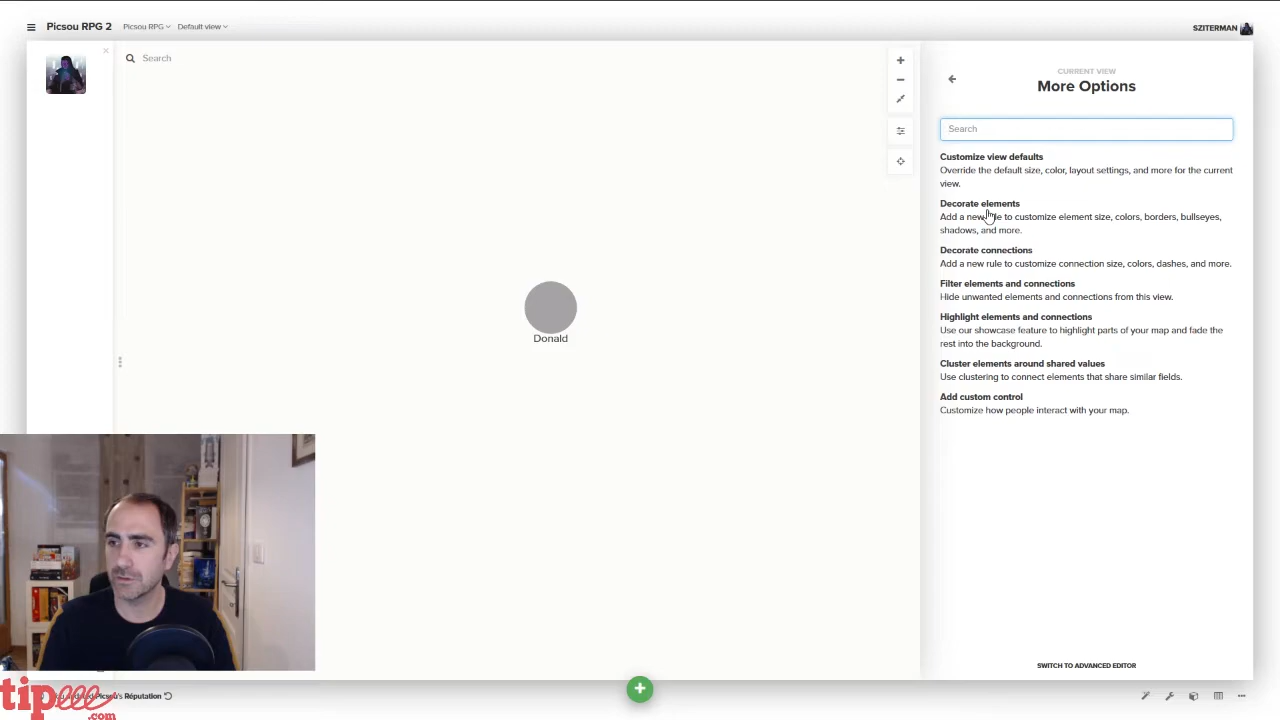 Picsou RPG 2
Picsou RPG
Default view
SZITERMAN
Search
CURRENT VIEW
More Options
Search
Customize view defaults
Override the default size, color, layout settings, and more for the current
view.
Decorate elements
Add a new rule to customize element size, colors, borders, bullseyes,
shadows, and more.
Decorate connections
Add a new rule to customize connection size, colors, dashes, and more.
Filter elements and connections
Hide unwanted elements and connections from this view.
Highlight elements and connections
Use our showcase feature to highlight parts of your map and fade the
rest into the background.
Cluster elements around shared values
Use clustering to connect elements that share similar fields.
Add custom control
Customize how people interact with your map.
Donald
SWITCH TO ADVANCED EDITOR
Picsou's Réputation
tipeee
.com